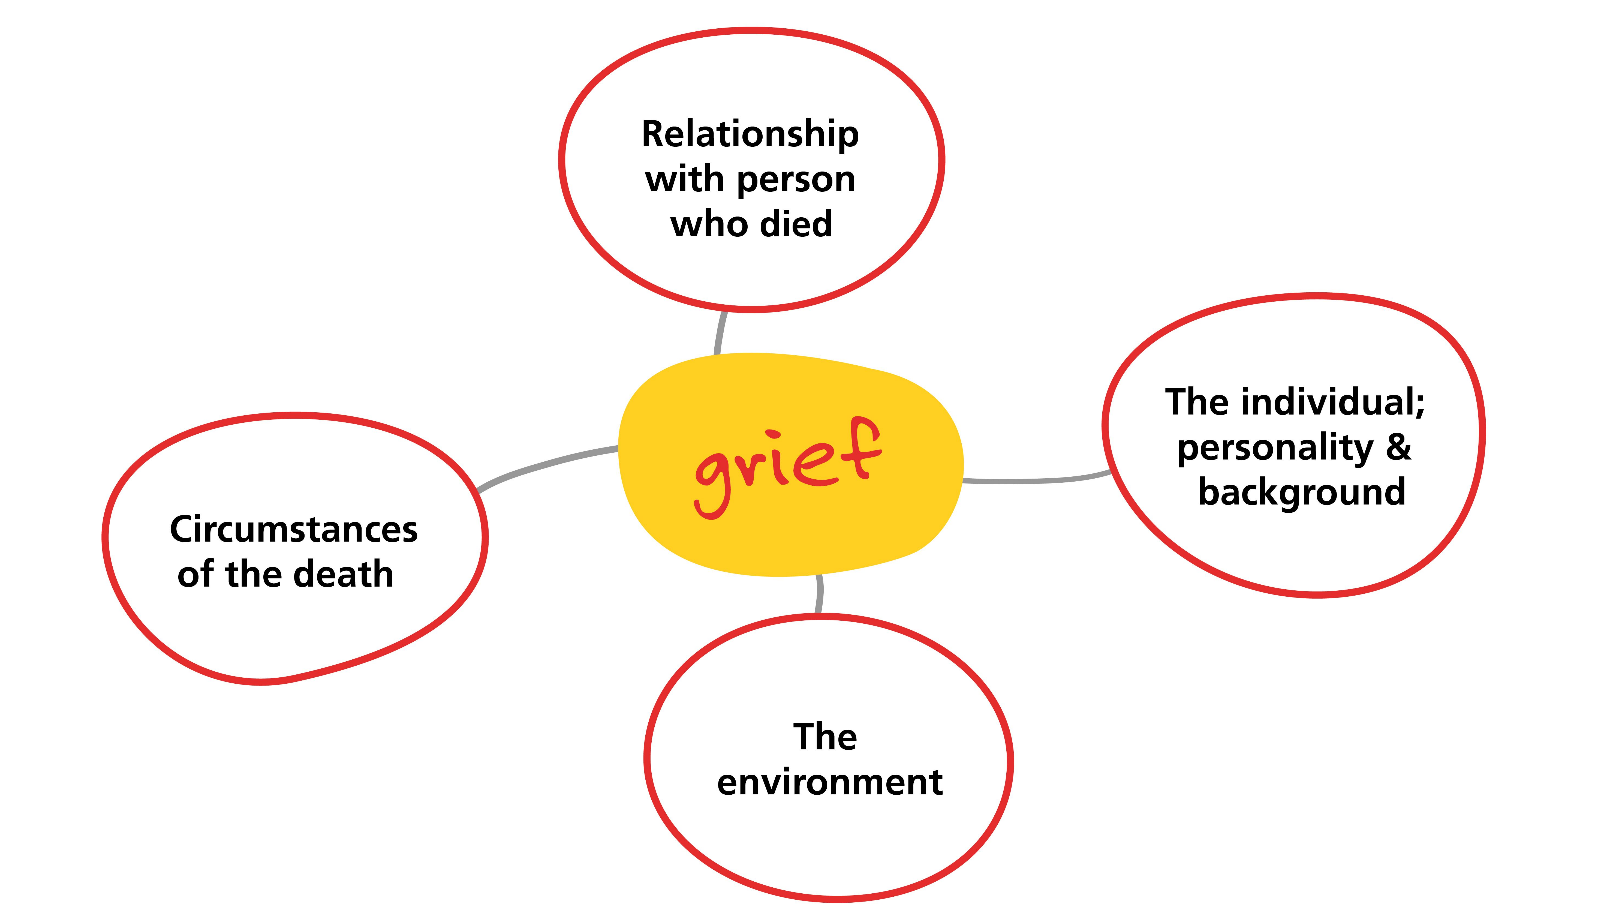 Relationship
with person
who died
The individual;
personality &
background
grief
Circumstances
of the death
The
environment